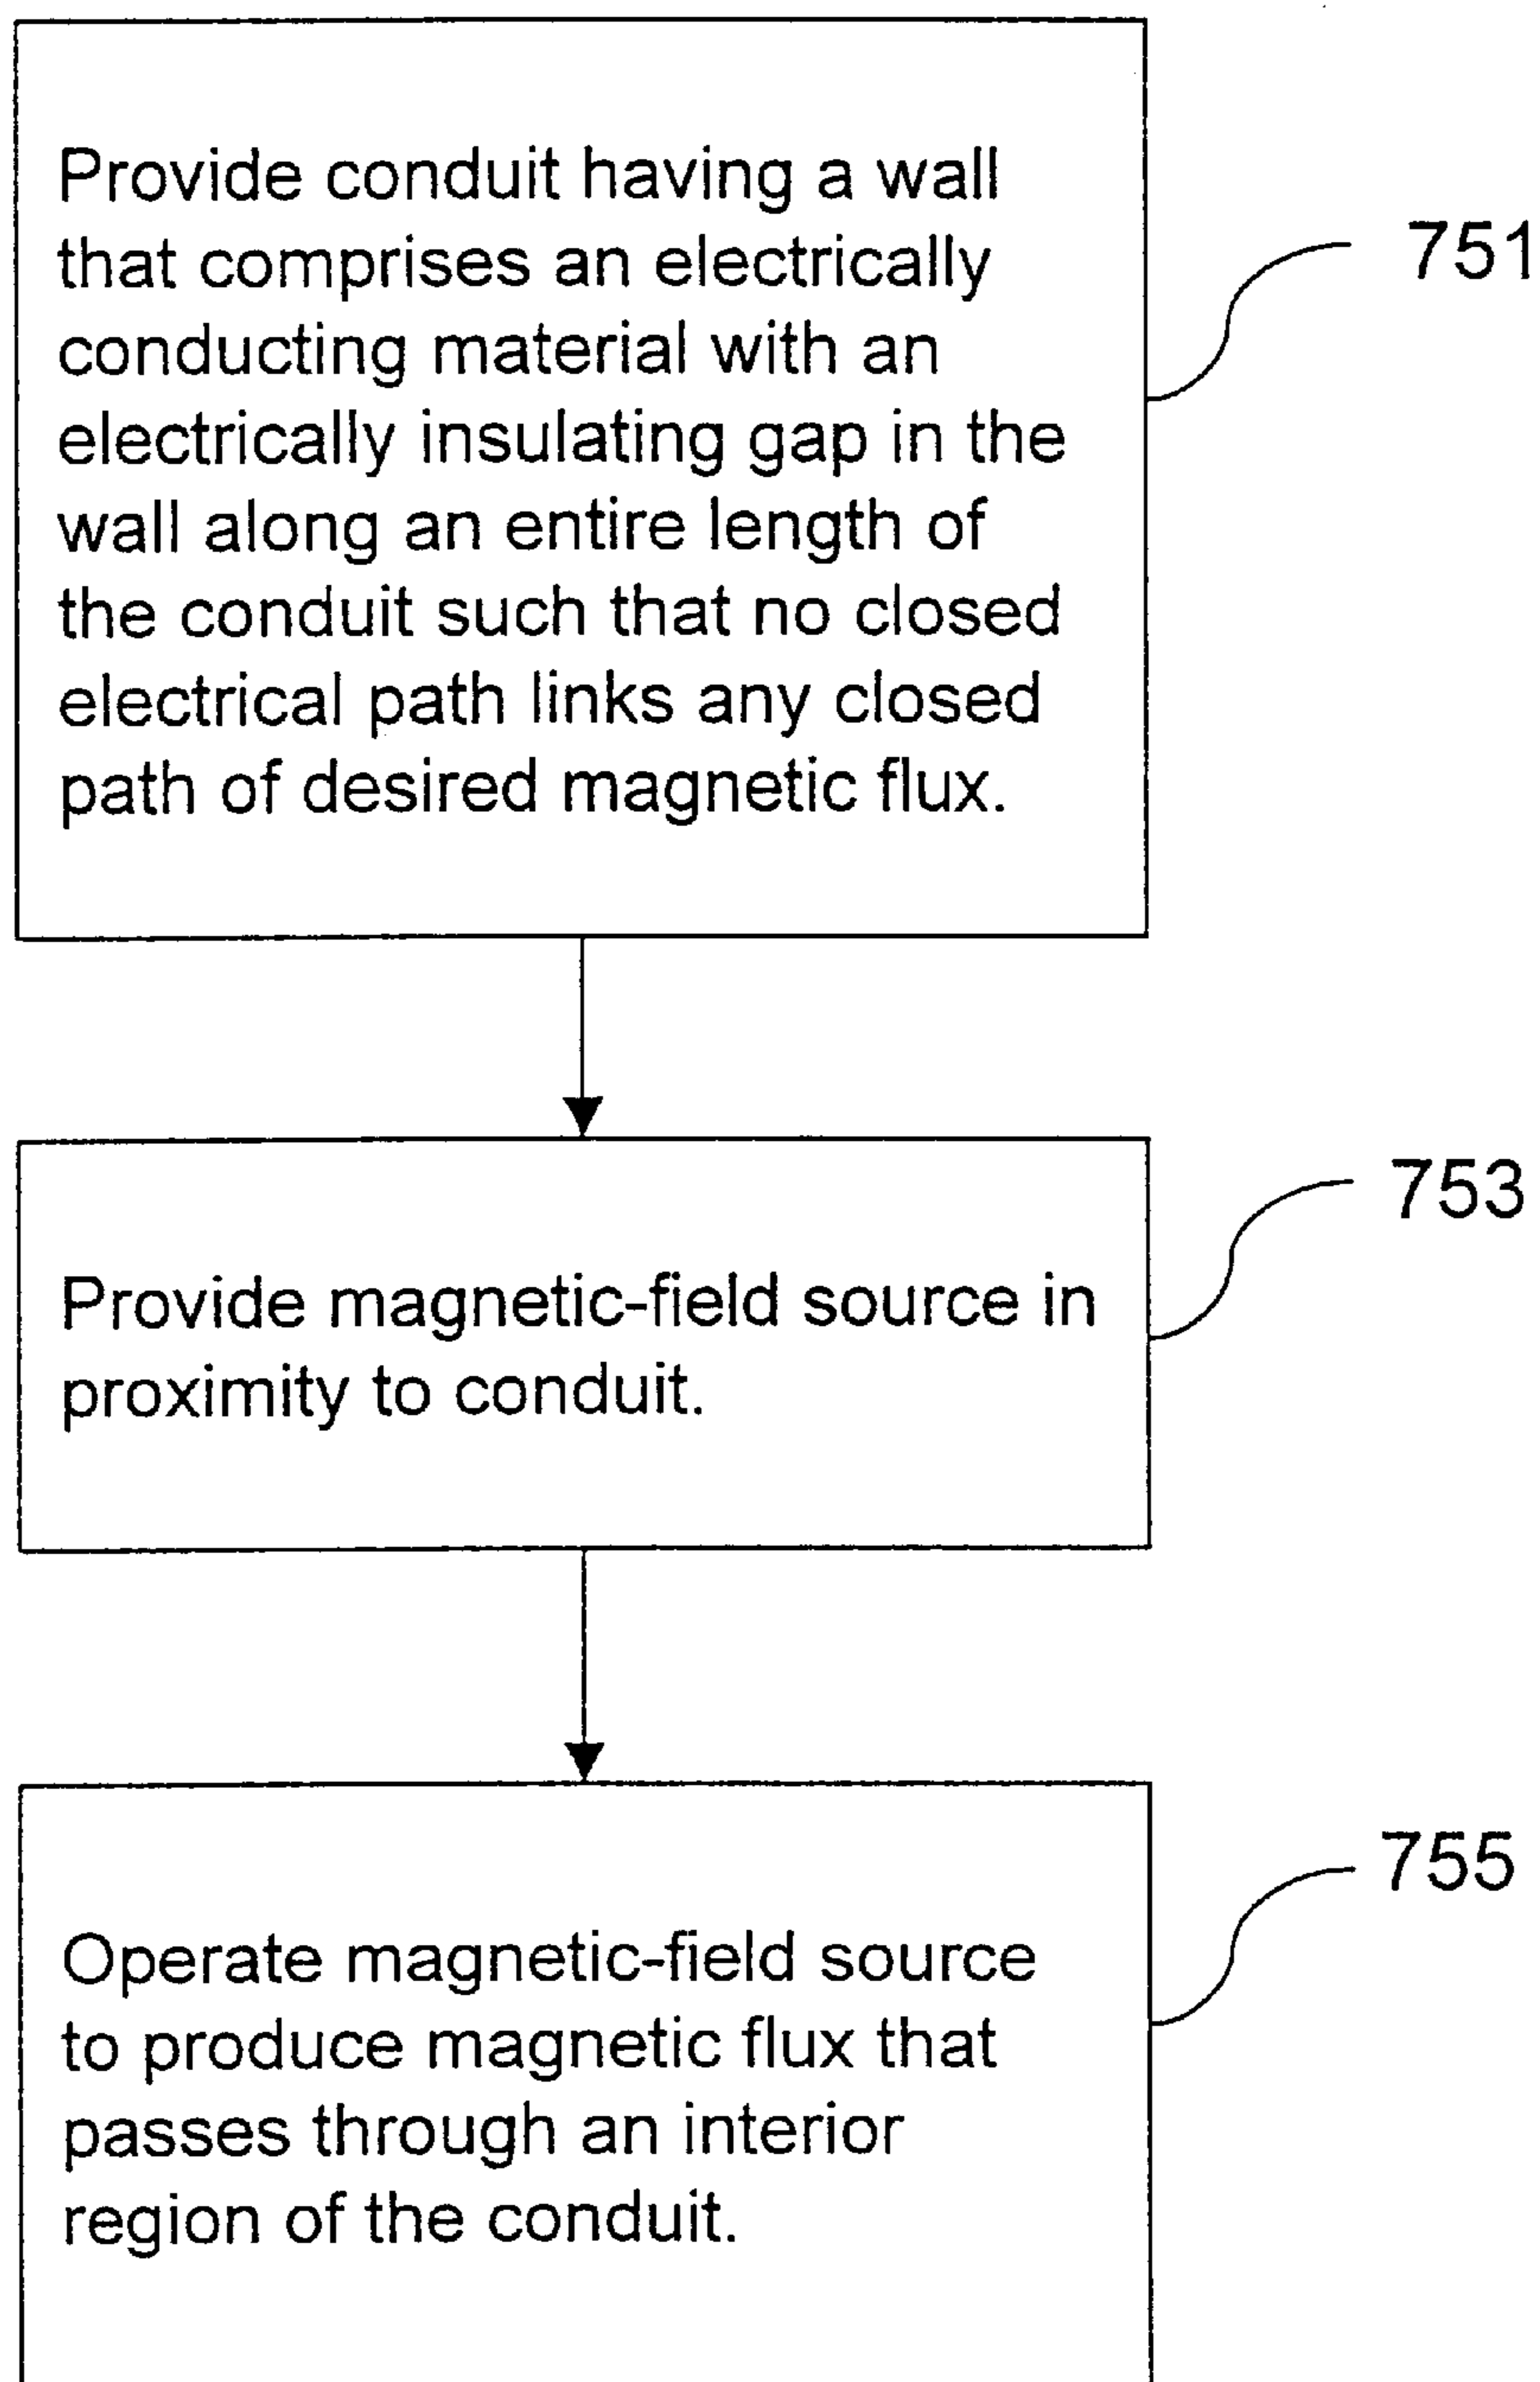 Provide conduit having a wall
that comprises an electrically
conducting material with an
electrically insulating gap in the
wall along an entire length of
the conduit such that no closed
electrical path links any closed
path of desired magnetic flux.
751
Provide magnetic-field source in
proximity to conduit.
753
Operate magnetic-field source
to produce magnetic flux that
passes through an interior
region of the conduit.
755